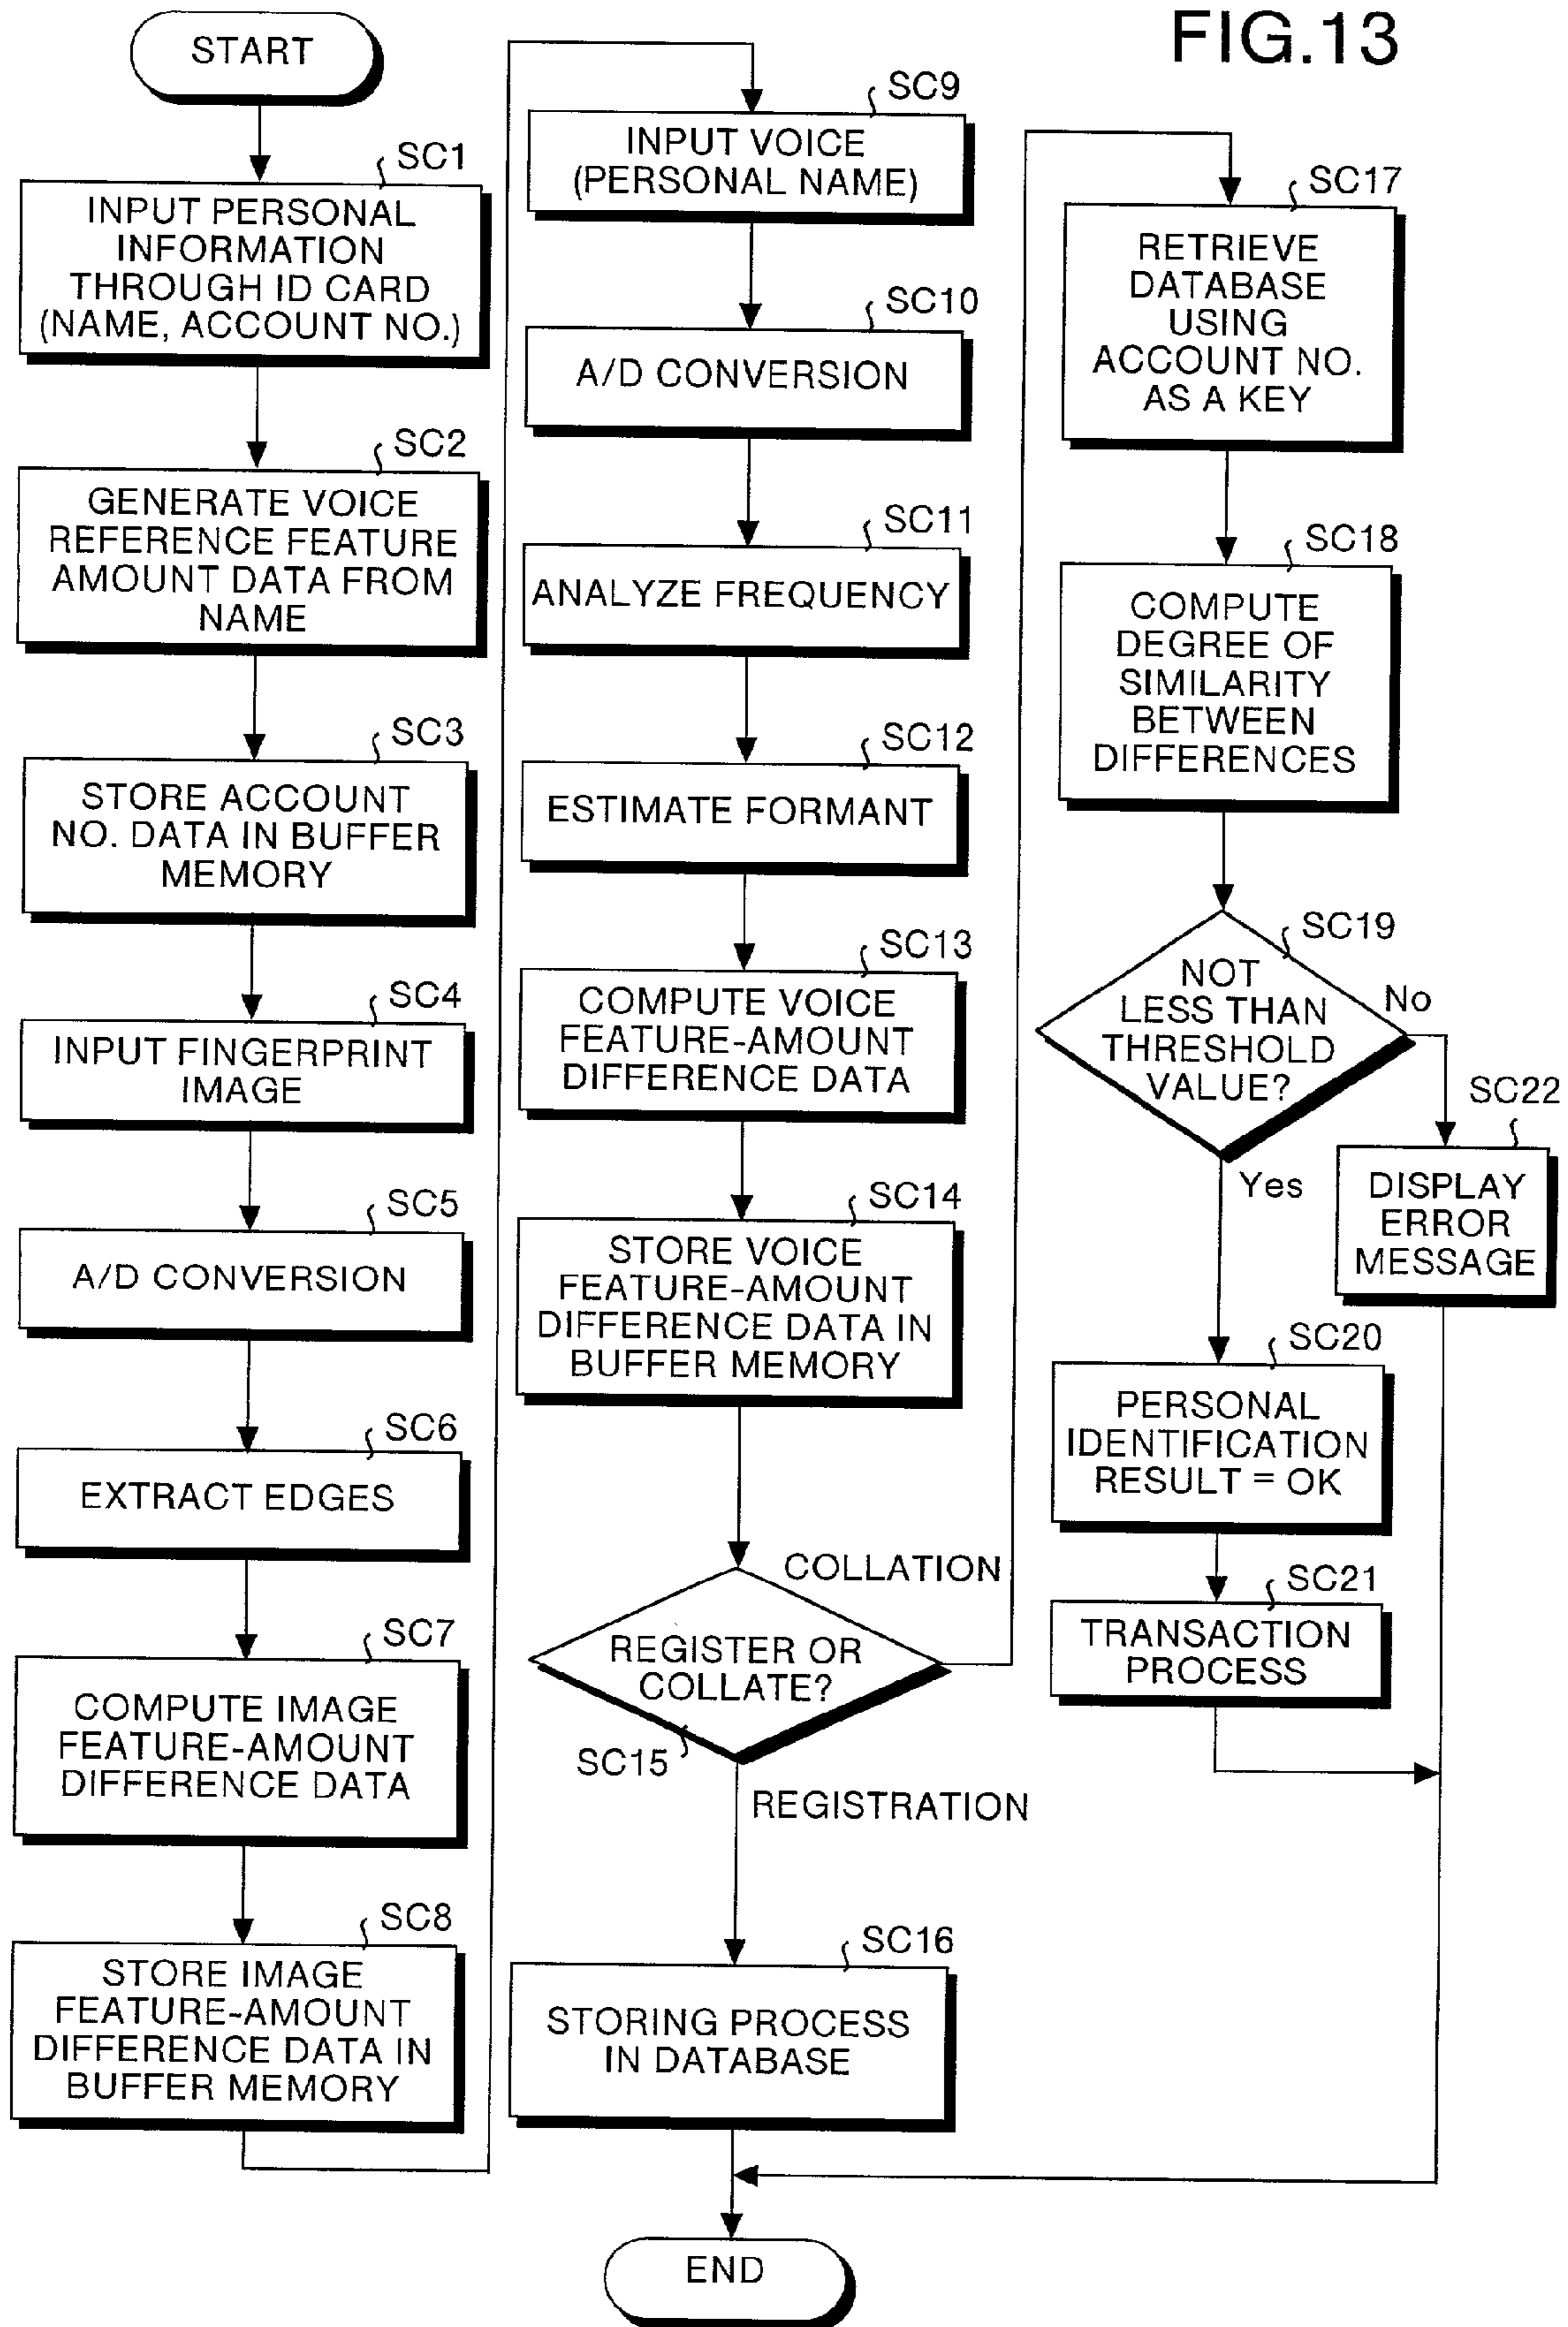 FIG.13
START
SC1
INPUT PERSONAL
INFORMATION
THROUGH ID CARD
(NAME, ACCOUNT NO.)
SC2
GENERATE VOICE
REFERENCE FEATURE
AMOUNT DATA FROM
NAME
SC3
STORE ACCOUNT
NO. DATA IN BUFFER
MEMORY
SC4
INPUT FINGERPRINT
IMAGE
SC5
A/D CONVERSION
SC6
EXTRACT EDGES
SC7
COMPUTE IMAGE
FEATURE-AMOUNT
DIFFERENCE DATA
SC8
STORE IMAGE
FEATURE-AMOUNT
DIFFERENCE DATA IN
BUFFER MEMORY
SC9
INPUT VOICE
(PERSONAL NAME)
SC10
A/D CONVERSION
SC11
ANALYZE FREQUENCY
SC12
ESTIMATE FORMANT
SC13
COMPUTE VOICE
FEATURE-AMOUNT
DIFFERENCE DATA
SC14
STORE VOICE
FEATURE-AMOUNT
DIFFERENCE DATA IN
BUFFER MEMORY
COLLATION
REGISTER OR
COLLATE?
SC15
REGISTRATION
SC16
STORING PROCESS
IN DATABASE
END
SC17
RETRIEVE
DATABASE
USING
ACCOUNT NO.
AS A KEY
SC18
COMPUTE
DEGREE OF
SIMILARITY
BETWEEN
DIFFERENCES
SC19
NOT
LESS THAN
THRESHOLD
VALUE?
No
Yes
SC22
DISPLAY
ERROR
MESSAGE
SC20
PERSONAL
IDENTIFICATION
RESULT = OK
SC21
TRANSACTION
PROCESS